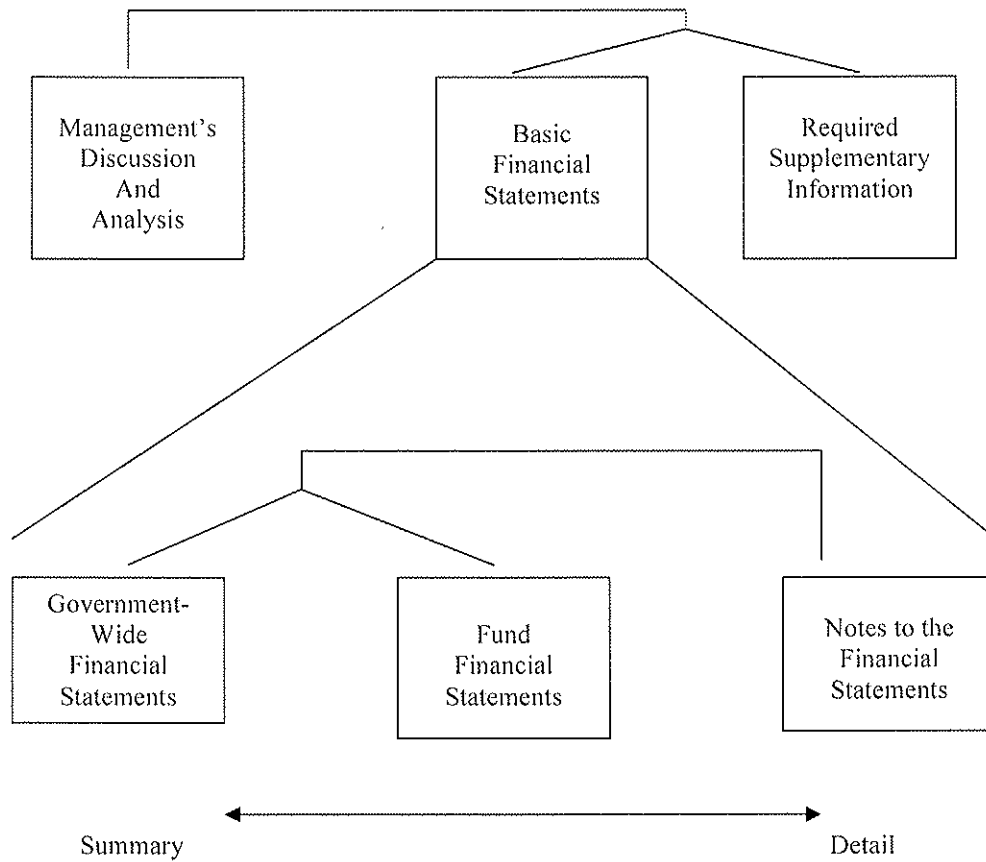 Management's
Discussion
And
Analysis
Basic
Financial
Statements
Required
Supplementary
Information
Government-
Wide
Financial
Statements
Fund
Financial
Statements
Notes to the
Financial
Statements
Summary
Detail